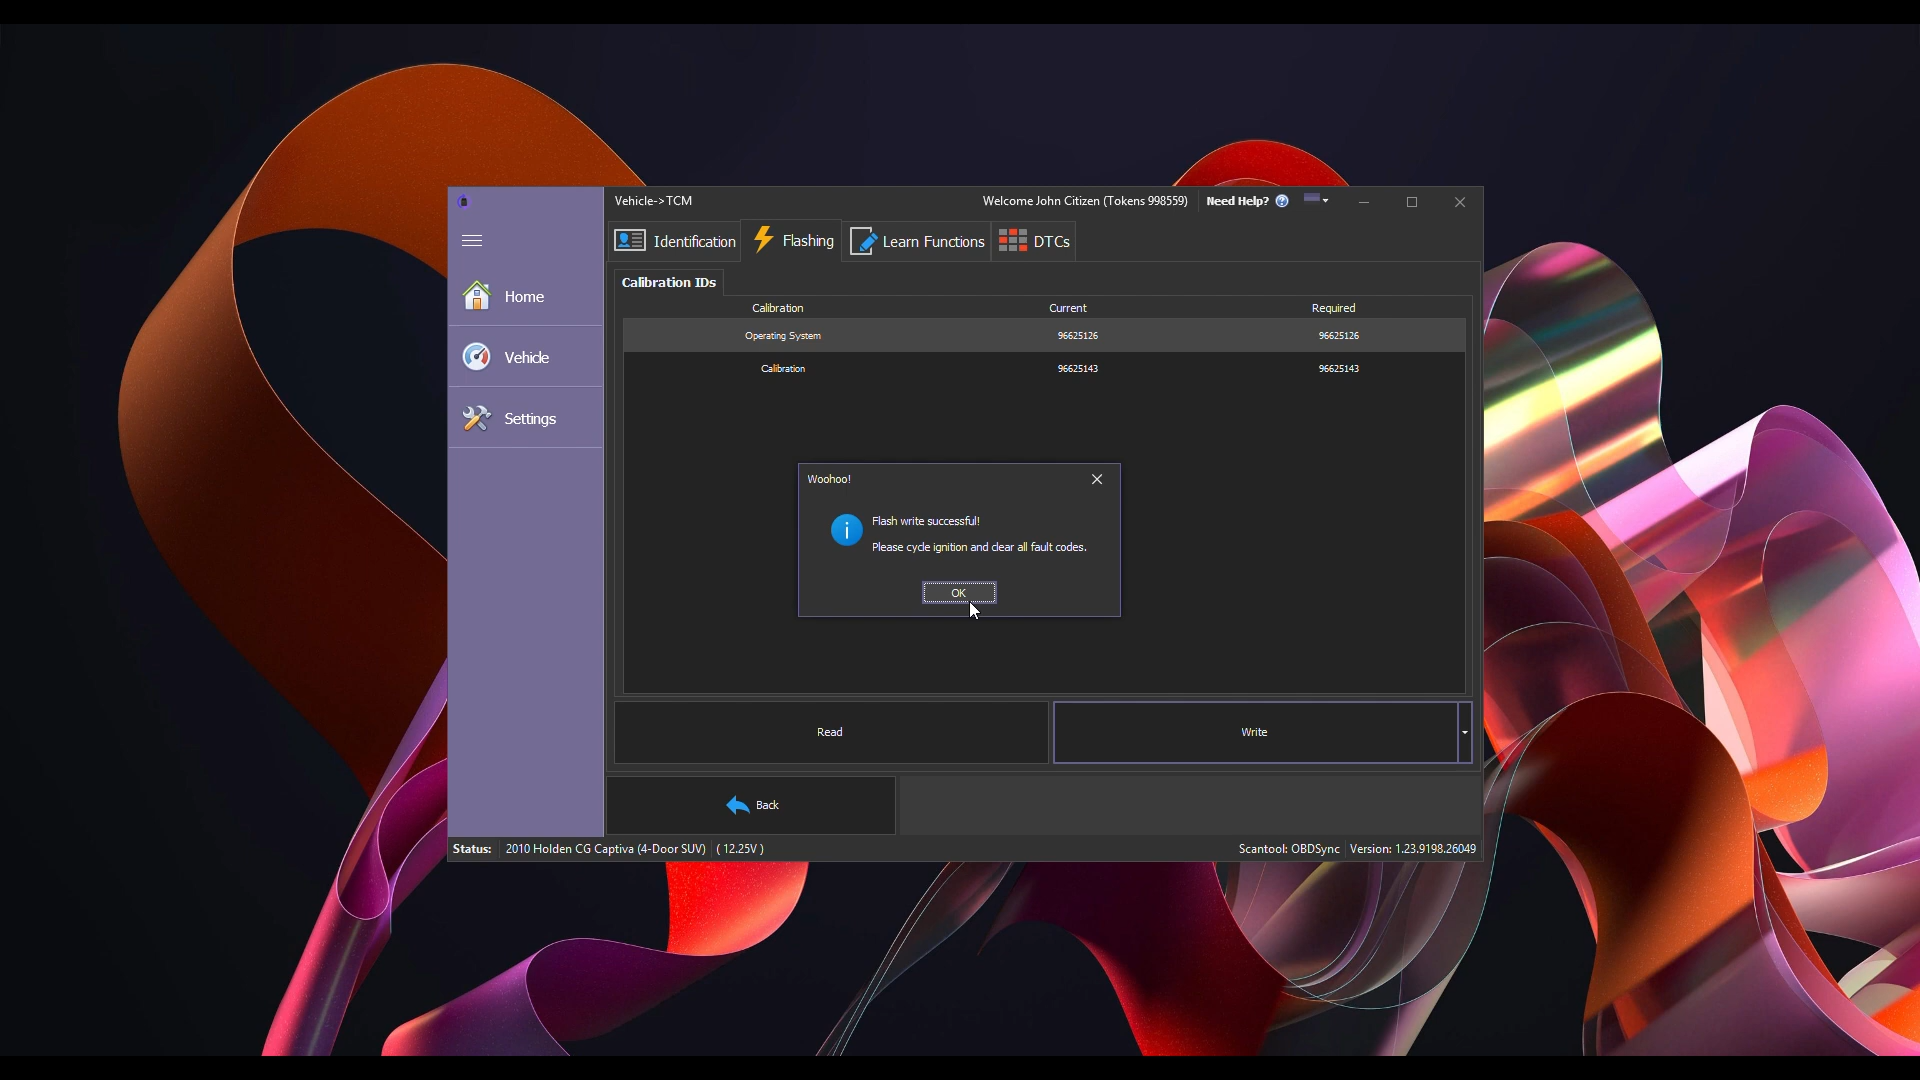 Vehicle->TCM
Welcome John Citizen (Tokens 998559)
Need Help?
Identification
Flashing
Learn Functions
DTCs
Home
Vehicle
Settings
Calibration IDs
Calibration Current Required
Operating System 96625126 96625126
Calibration 96625143 96625143
Woohoo!
Flash write successful!
Please cycle ignition and clear all fault codes.
OK
Read
Write
Back
Status: 2010 Holden CG Captiva (4-Door SUV) ( 12.25V )
Scantool: OBDSync Version: 1.23.9198.26049